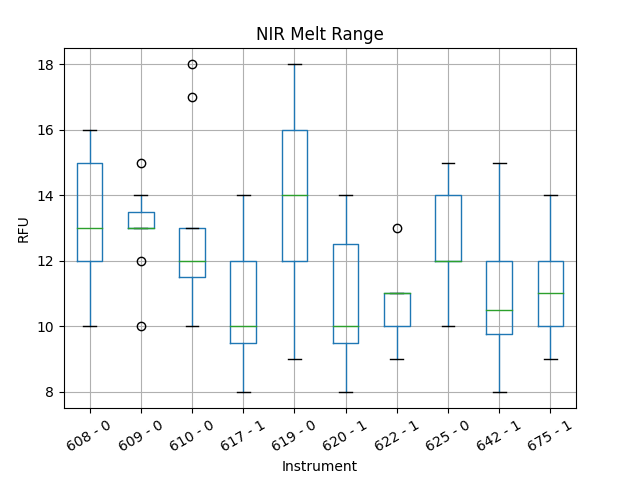 NIR Melt Range
RFU
18
16
14
12
10
8
608 - 0
609 - 0
610 - 0
617 - 1
619 - 0
620 - 1
622 - 1
625 - 0
642 - 1
675 - 1
Instrument